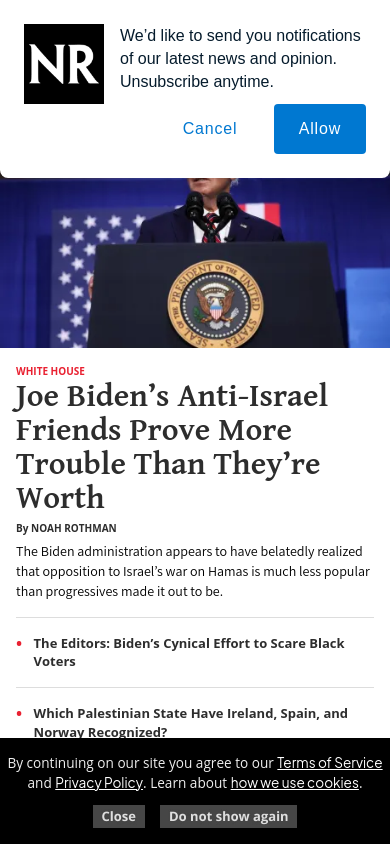 NR
We’d like to send you notifications
of our latest news and opinion.
Unsubscribe anytime.
Cancel
Allow
SEAL OF THE PRESIDENT OF THE UNITED STATES
WHITE HOUSE
Joe Biden’s Anti-Israel
Friends Prove More
Trouble Than They’re
Worth
By NOAH ROTHMAN
The Biden administration appears to have belatedly realized
that opposition to Israel’s war on Hamas is much less popular
than progressives made it out to be.
• The Editors: Biden’s Cynical Effort to Scare Black
Voters
• Which Palestinian State Have Ireland, Spain, and
Norway Recognized?
By continuing on our site you agree to our Terms of Service
and Privacy Policy. Learn about how we use cookies.
Close
Do not show again